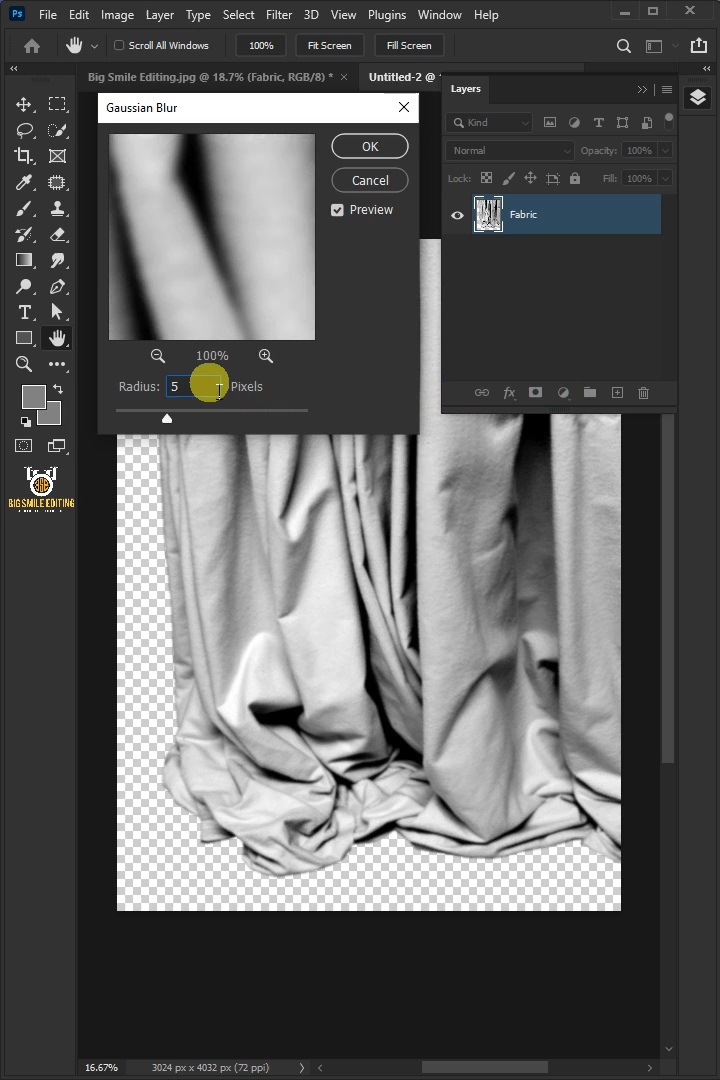 Ps File Edit Image Layer Type Select Filter 3D View Plugins Window Help
Scroll All Windows 100% Fit Screen Fill Screen
Big Smile Editing.jpg @ 18.7% (Fabric, RGB/8) * × Untitled-2 @
Gaussian Blur
OK
Cancel
Preview
100%
Radius: 5 Pixels
Layers
Kind
Normal Opacity: 100%
Lock: Fill: 100%
Fabric
fx
BIG SMILE EDITING
16.67% 3024 px x 4032 px (72 ppi)